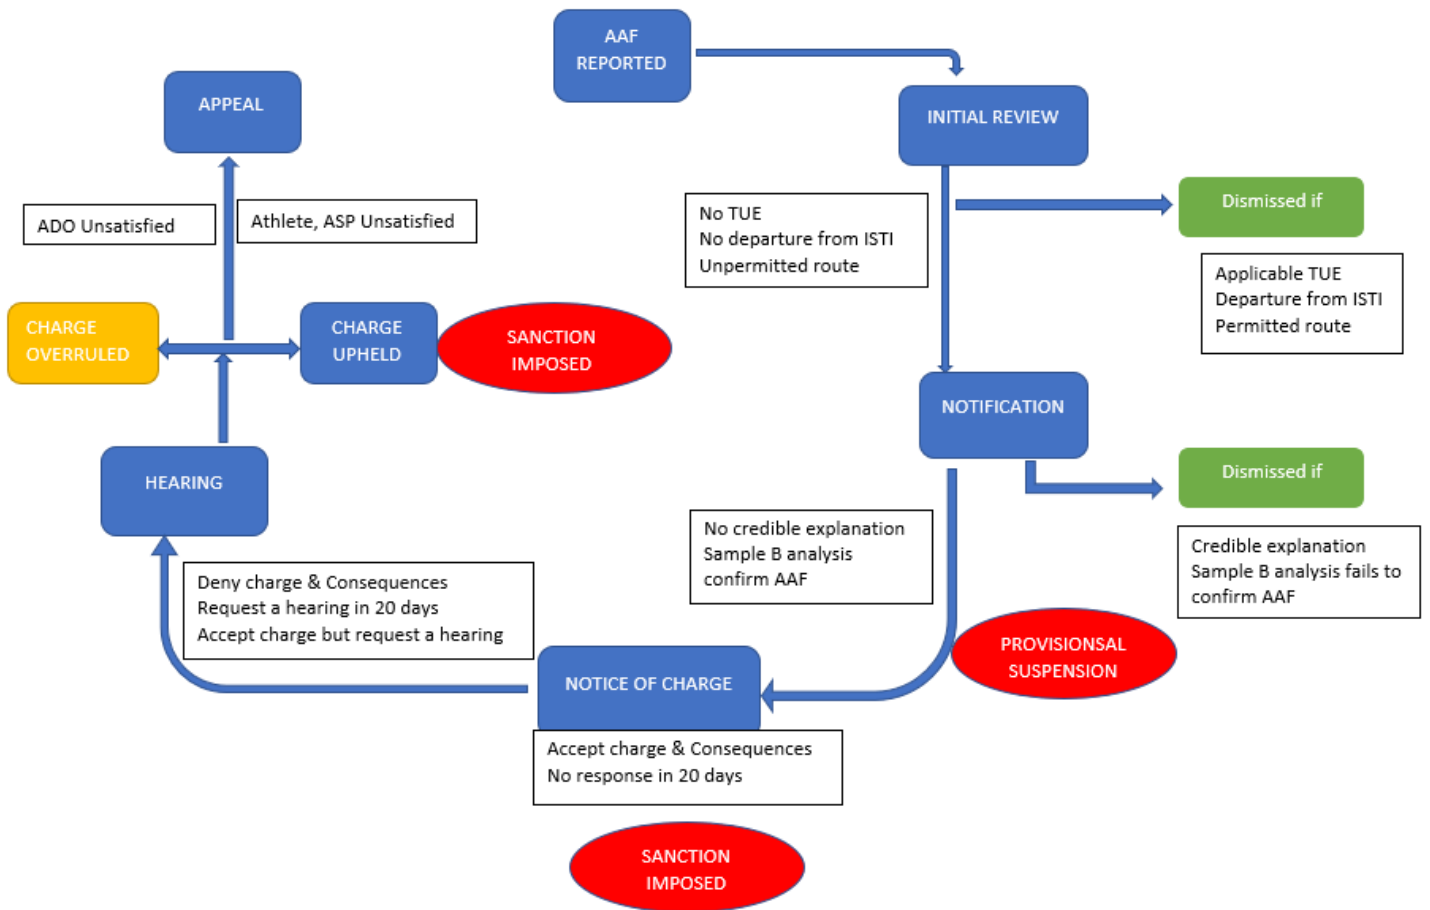 AAF
REPORTED
INITIAL REVIEW
No TUE
No departure from ISTI
Unpermitted route
Dismissed if
Applicable TUE
Departure from ISTI
Permitted route
NOTIFICATION
Dismissed if
Credible explanation
Sample B analysis fails to
confirm AAF
No credible explanation
Sample B analysis
confirm AAF
PROVISIONSAL
SUSPENSION
NOTICE OF CHARGE
Accept charge & Consequences
No response in 20 days
SANCTION
IMPOSED
Deny charge & Consequences
Request a hearing in 20 days
Accept charge but request a hearing
HEARING
CHARGE
OVERRULED
CHARGE
UPHELD
SANCTION
IMPOSED
ADO Unsatisfied
Athlete, ASP Unsatisfied
APPEAL